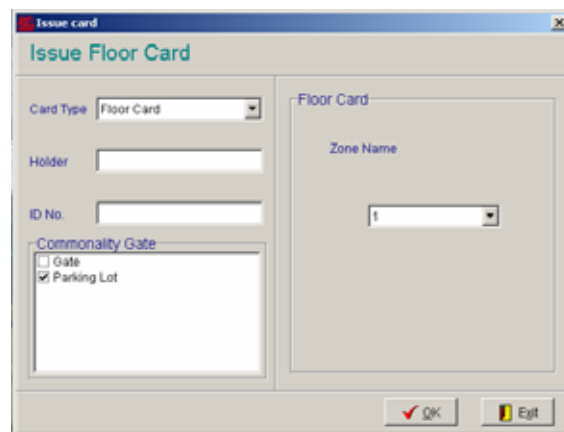 Issue card
Issue Floor Card
Card Type Floor Card
Holder
ID No.
Commonality Gate
Gate
Parking Lot
Floor Card
Zone Name
1
OK
Exit